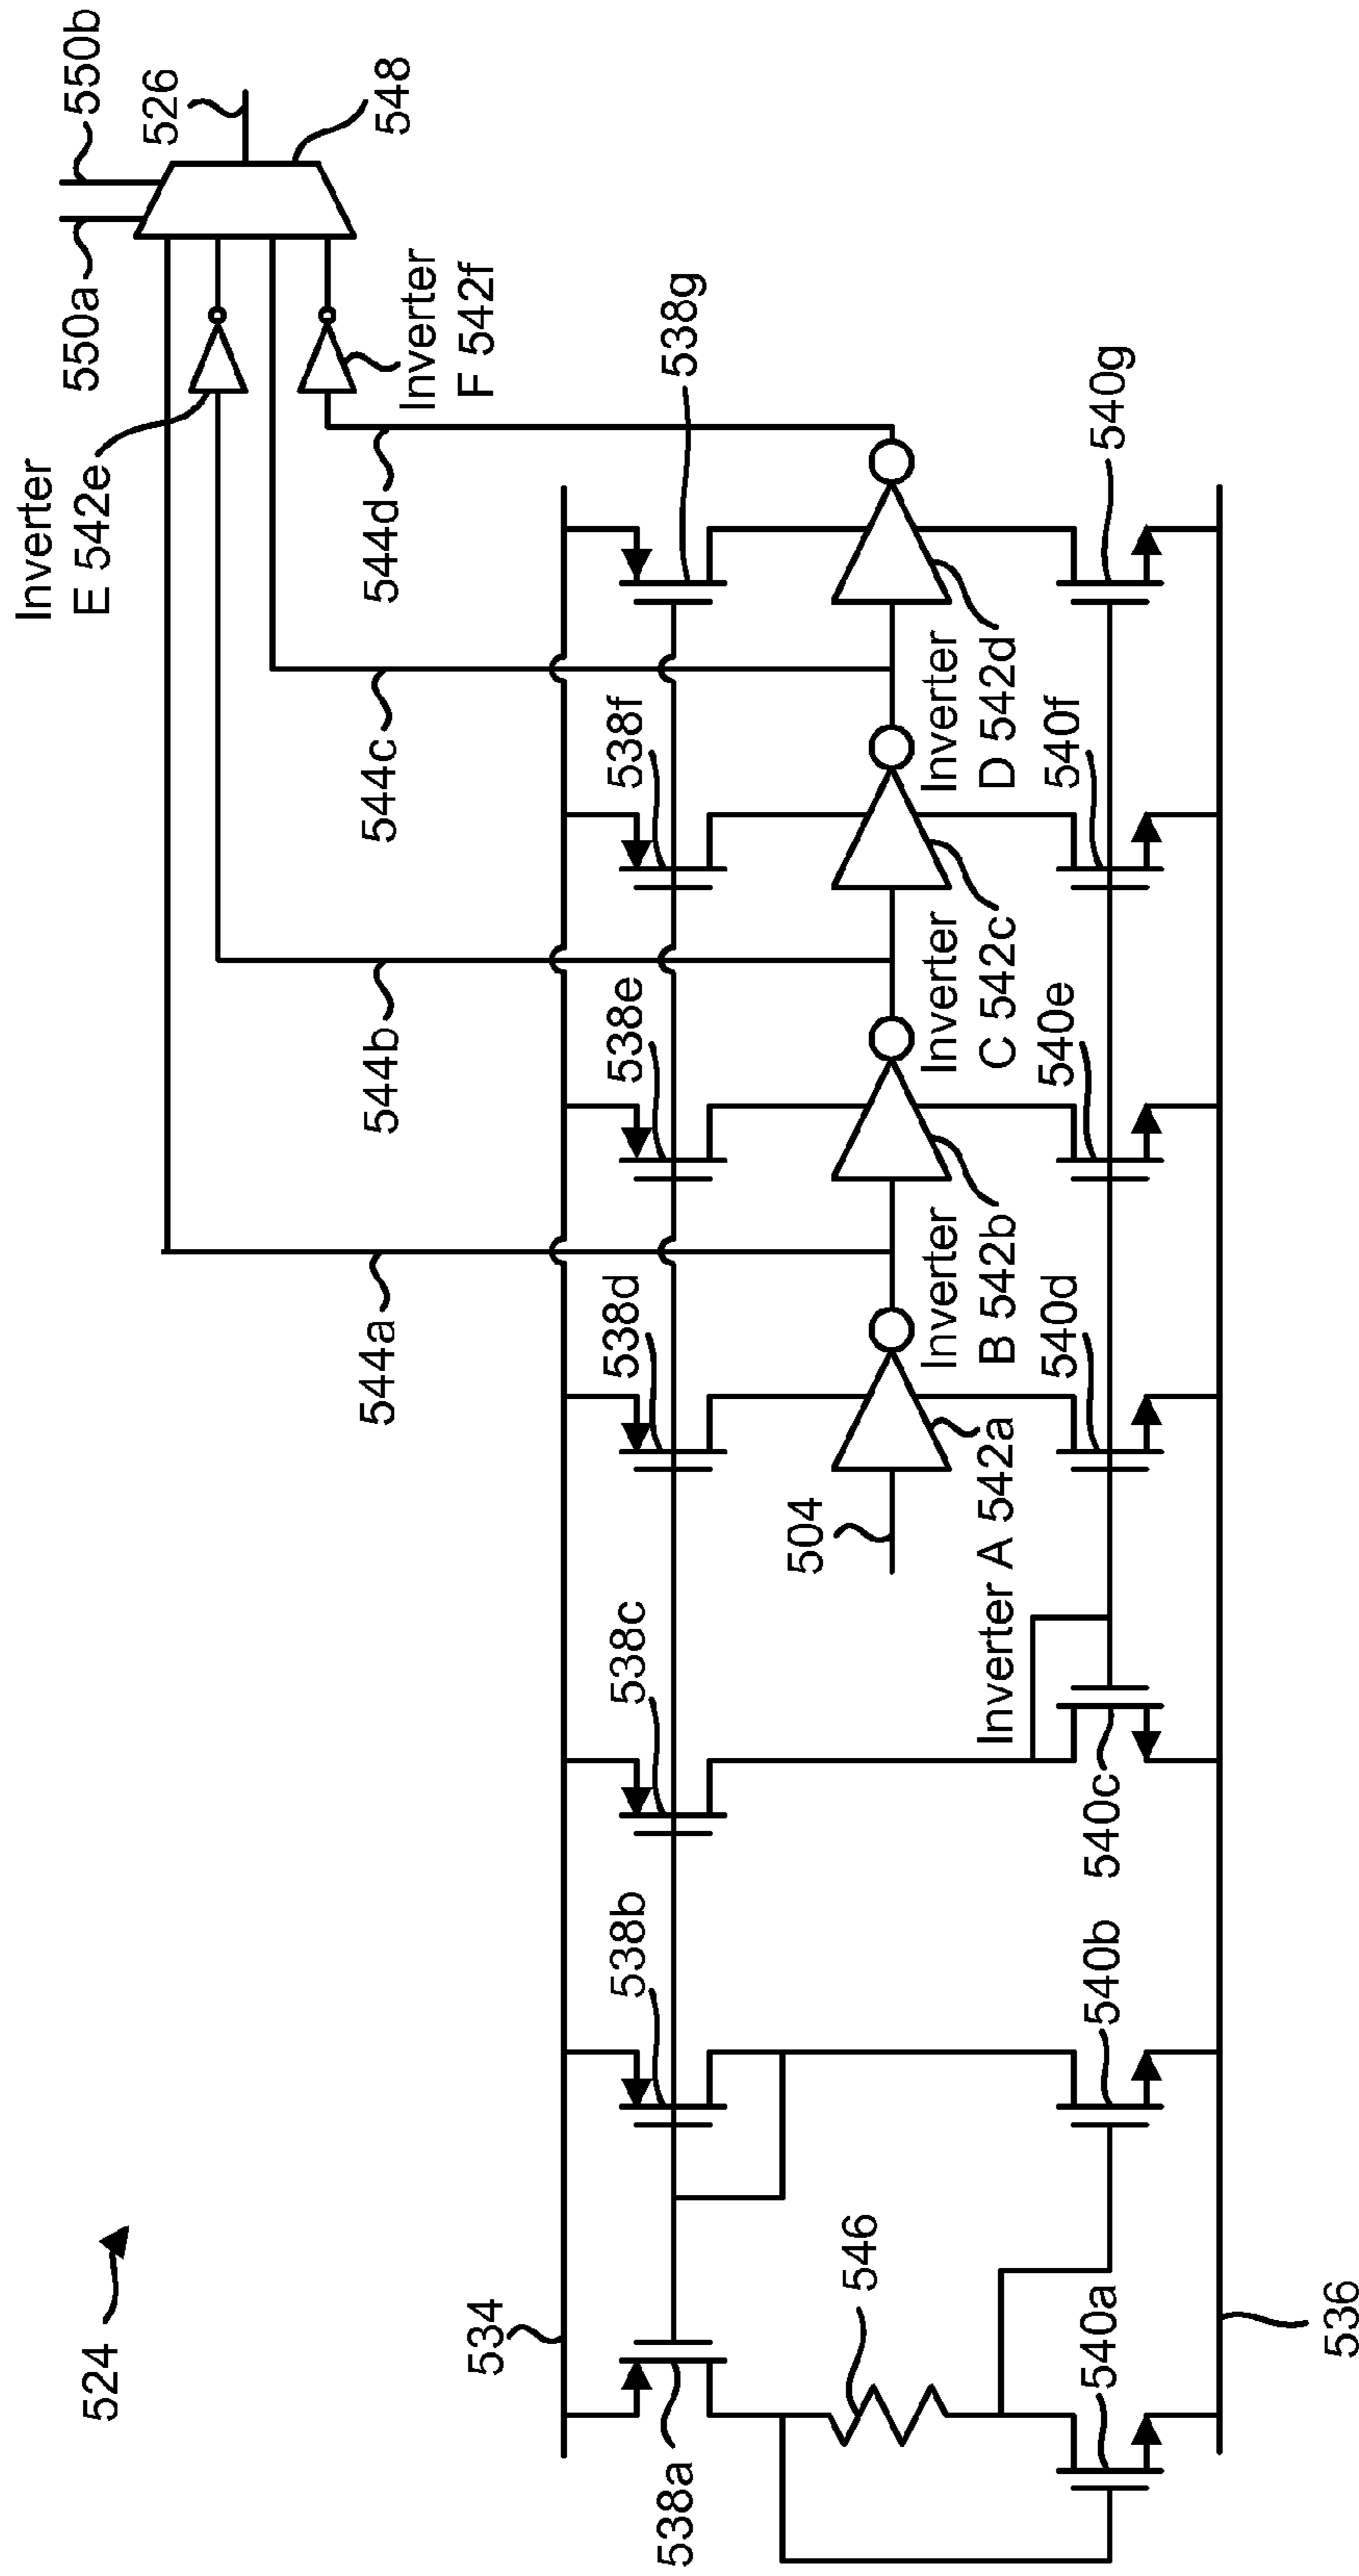 524
534
538a
546
540a
536
538b
540b
538c
540c
Inverter A 542a
504
538d
540d
544a
Inverter
B 542b
538e
540e
544b
Inverter
C 542c
538f
540f
544c
Inverter
D 542d
538g
540g
544d
Inverter
E 542e
Inverter
F 542f
550a
550b
526
548